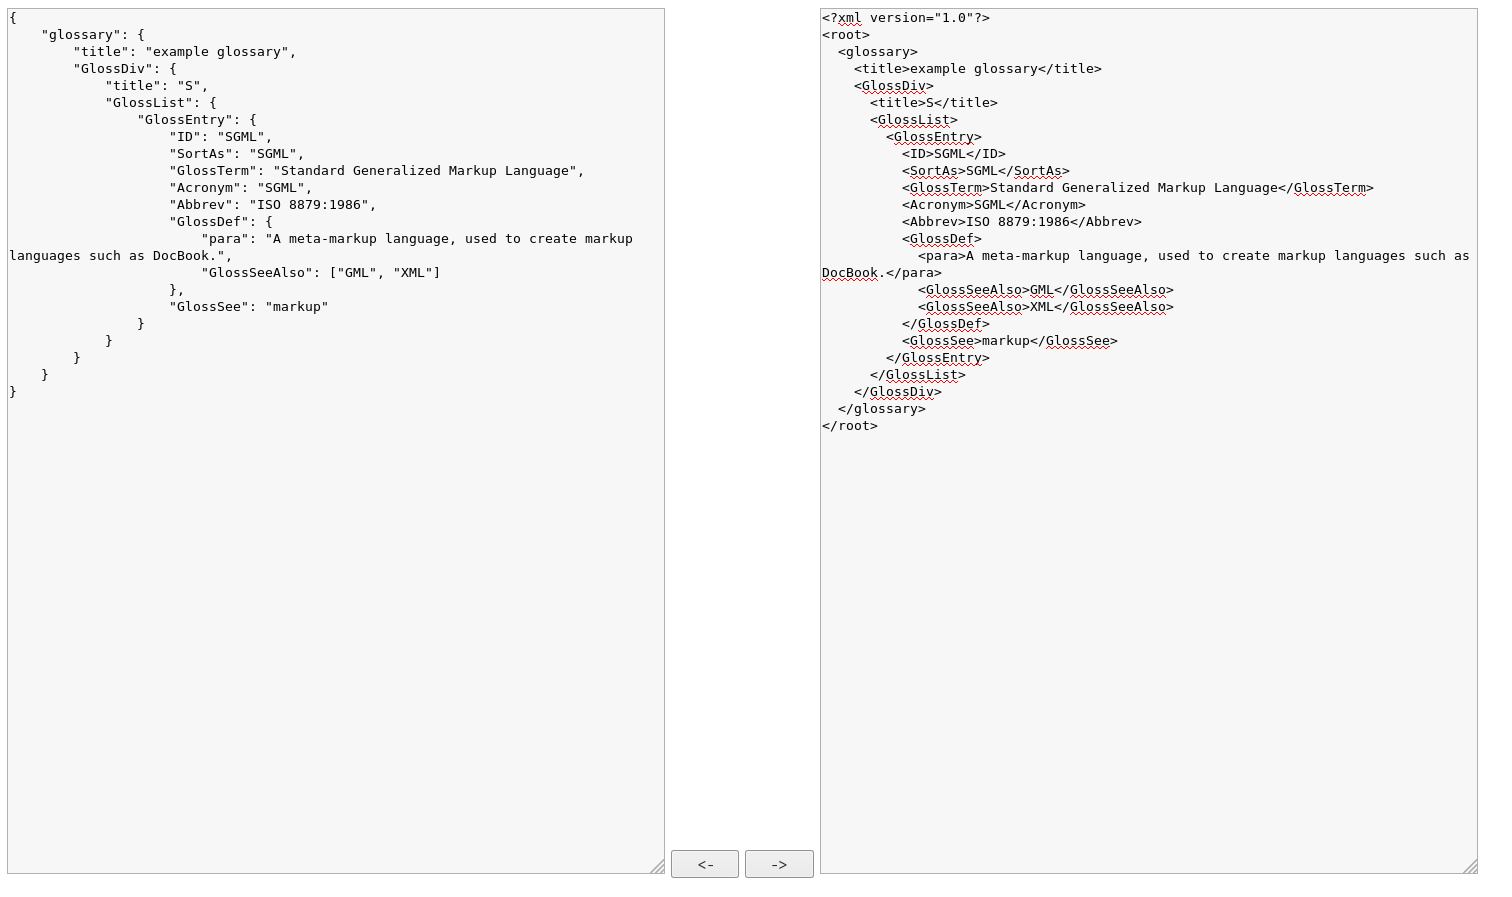 {
    "glossary": {
        "title": "example glossary",
        "GlossDiv": {
            "title": "S",
            "GlossList": {
                "GlossEntry": {
                    "ID": "SGML",
                    "SortAs": "SGML",
                    "GlossTerm": "Standard Generalized Markup Language",
                    "Acronym": "SGML",
                    "Abbrev": "ISO 8879:1986",
                    "GlossDef": {
                        "para": "A meta-markup language, used to create markup
languages such as DocBook.",
                        "GlossSeeAlso": ["GML", "XML"]
                    },
                    "GlossSee": "markup"
                }
            }
        }
    }
}
<- ->
<?xml version="1.0"?>
<root>
  <glossary>
    <title>example glossary</title>
    <GlossDiv>
      <title>S</title>
      <GlossList>
        <GlossEntry>
          <ID>SGML</ID>
          <SortAs>SGML</SortAs>
          <GlossTerm>Standard Generalized Markup Language</GlossTerm>
          <Acronym>SGML</Acronym>
          <Abbrev>ISO 8879:1986</Abbrev>
          <GlossDef>
            <para>A meta-markup language, used to create markup languages such as
DocBook.</para>
            <GlossSeeAlso>GML</GlossSeeAlso>
            <GlossSeeAlso>XML</GlossSeeAlso>
          </GlossDef>
          <GlossSee>markup</GlossSee>
        </GlossEntry>
      </GlossList>
    </GlossDiv>
  </glossary>
</root>